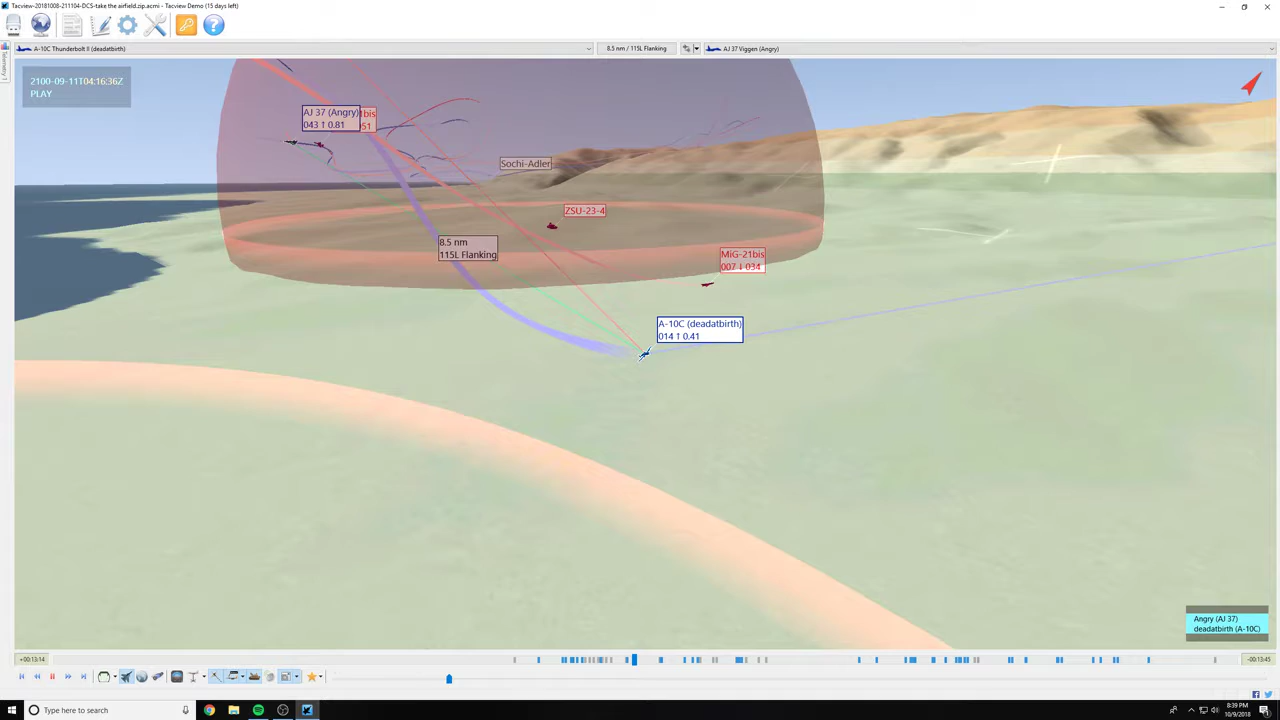 Tacview-20181008-211104-DCS-take the airfield.zip.acmi - Tacview Demo (15 days left)
A-10C Thunderbolt II (deadatbirth)
8.5 nm / 115L Flanking
AJ 37 Viggen (Angry)
Telemetry 1
2100-09-11T04:16:36Z
PLAY
AJ 37 (Angry)
043 ↑ 0.81
Sochi-Adler
ZSU-23-4
8.5 nm
115L Flanking
MiG-21bis
A-10C (deadatbirth)
014 ↑ 0.41
Angry (AJ 37)
deadatbirth (A-10C)
+00:13:14
-00:13:45
Type here to search
8:39 PM
10/9/2018